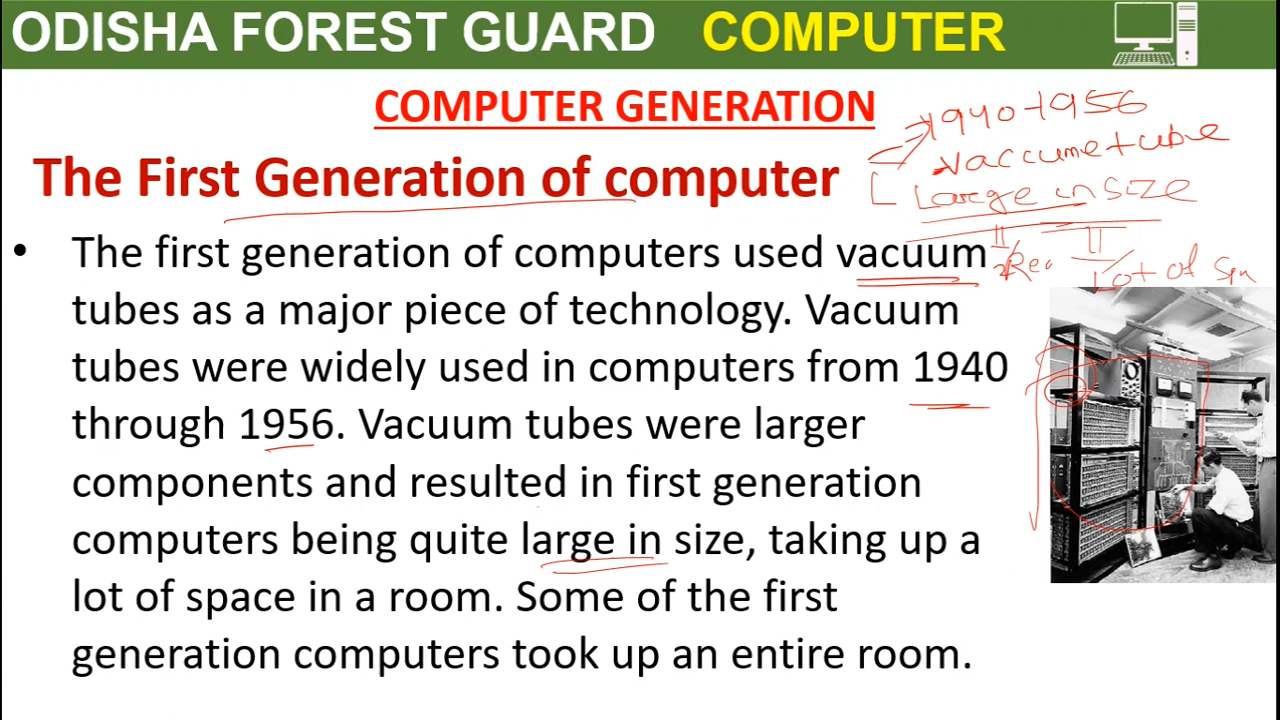 ODISHA FOREST GUARD COMPUTER
COMPUTER GENERATION
1940-1956
The First Generation of computer
vaccume tube
Large in size
• The first generation of computers used vacuum
Lot of
tubes as a major piece of technology. Vacuum
tubes were widely used in computers from 1940
through 1956. Vacuum tubes were larger
components and resulted in first generation
computers being quite large in size, taking up a
lot of space in a room. Some of the first
generation computers took up an entire room.